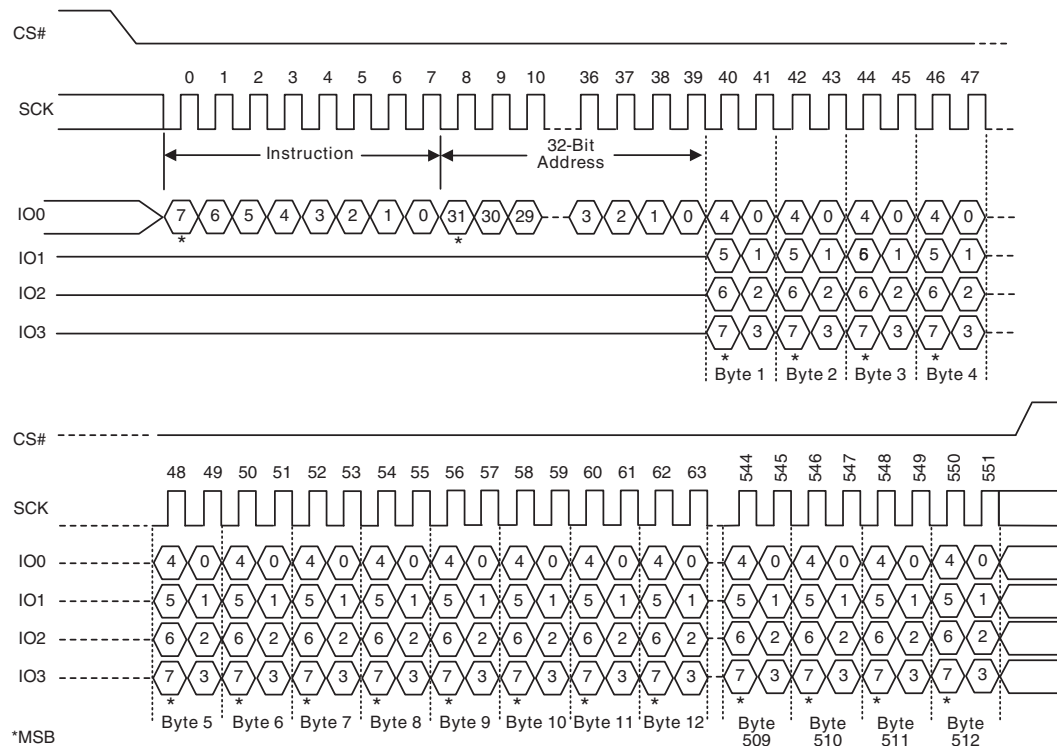 CS#
0 1 2 3 4 5 6 7 8 9 10 36 37 38 39 40 41 42 43 44 45 46 47
SCK
Instruction
32-Bit
Address
IO0 7 6 5 4 3 2 1 0 31 30 29 3 2 1 0 4 0 4 0 4 0 4 0
* *
IO1 5 1 5 1 6 1 5 1
IO2 6 2 6 2 6 2 6 2
IO3 7 3 7 3 7 3 7 3
* * * *
Byte 1 Byte 2 Byte 3 Byte 4
CS#
48 49 50 51 52 53 54 55 56 57 58 59 60 61 62 63 544 545 546 547 548 549 550 551
SCK
IO0 4 0 4 0 4 0 4 0 4 0 4 0 4 0 4 0 4 0 4 0 4 0 4 0
IO1 5 1 5 1 5 1 5 1 5 1 5 1 5 1 5 1 5 1 5 1 5 1 5 1
IO2 6 2 6 2 6 2 6 2 6 2 6 2 6 2 6 2 6 2 6 2 6 2 6 2
IO3 7 3 7 3 7 3 7 3 7 3 7 3 7 3 7 3 7 3 7 3 7 3 7 3
* * * * * * * * * * * *
Byte 5 Byte 6 Byte 7 Byte 8 Byte 9 Byte 10 Byte 11 Byte 12 Byte Byte Byte Byte
509 510 511 512
*MSB